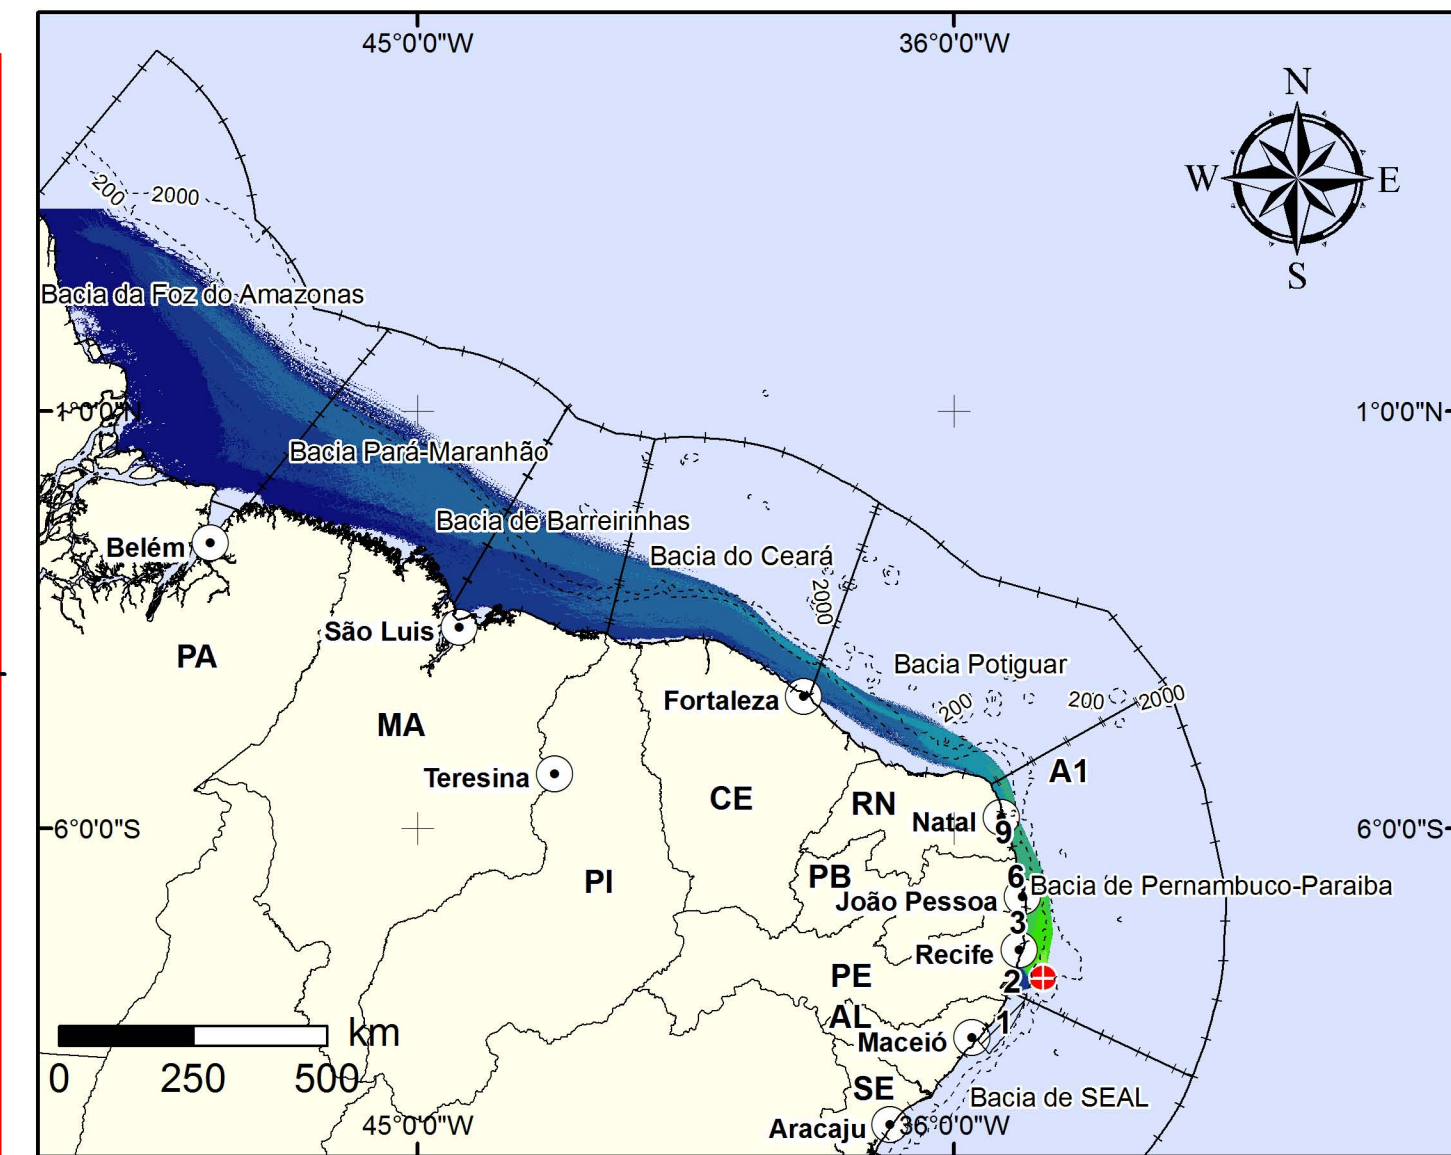 45°0'0"W
36°0'0"W
N
W
E
S
200
2000
Bacia da Foz do Amazonas
1°0'0"N
1°0'0"N
Bacia Pará-Maranhão
Bacia de Barreirinhas
Belém
Bacia do Ceará
2000
São Luis
PA
Bacia Potiguar
Fortaleza
200
200
2000
MA
Teresina
A1
CE
RN
Natal
9
6°0'0"S
6°0'0"S
PI
PB
6
Bacia de Pernambuco-Paraiba
João Pessoa
3
Recife
PE
2
AL
1
Maceió
km
0
250
500
SE
Bacia de SEAL
45°0'0"W
Aracaju
36°0'0"W